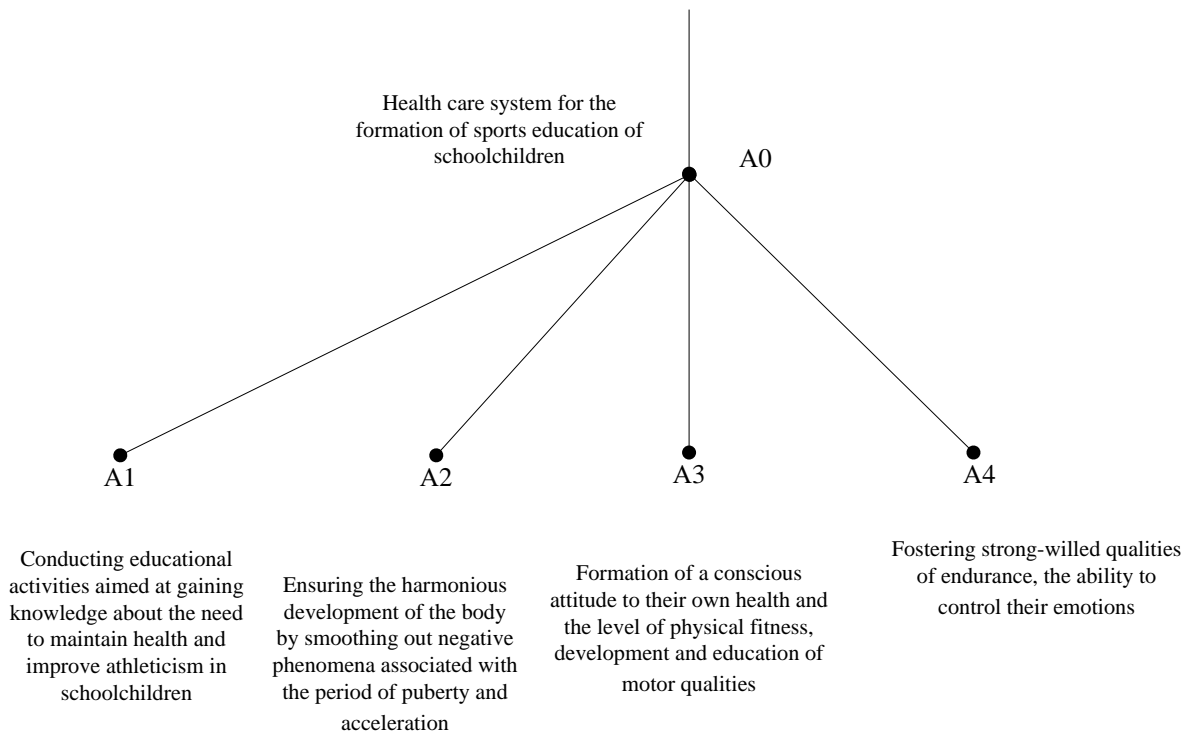 Health care system for the
formation of sports education of
schoolchildren
A0
A1
A2
A3
A4
Conducting educational
activities aimed at gaining
knowledge about the need
to maintain health and
improve athleticism in
schoolchildren
Ensuring the harmonious
development of the body
by smoothing out negative
phenomena associated with
the period of puberty and
acceleration
Formation of a conscious
attitude to their own health and
the level of physical fitness,
development and education of
motor qualities
Fostering strong-willed qualities
of endurance, the ability to
control their emotions